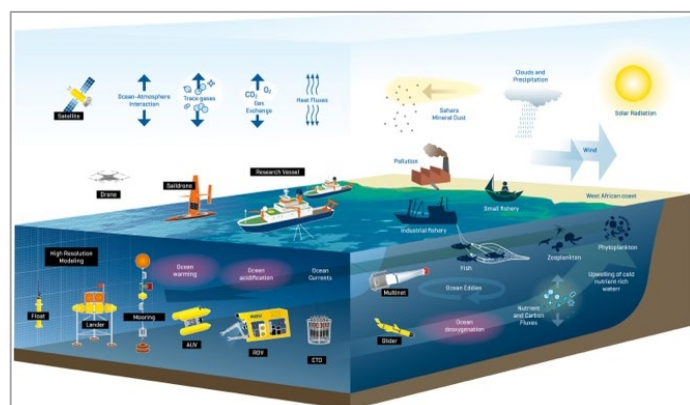 Satellite
Ocean-Atmosphere
Interaction
Trace gases
CO₂
O₂
Gas
Exchange
Heat Fluxes
Sahara
Mineral Dust
Clouds and
Precipitation
Solar Radiation
Wind
Pollution
Drone
Saildrone
Research Vessel
Small fishery
West African coast
Industrial fishery
High Resolution
Modeling
Ocean
warming
Ocean
acidification
Ocean
Currents
Fish
Zooplankton
Phytoplankton
Multinet
Ocean Eddies
Upwelling of cold
nutrient rich
water
Nutrient
and Carbon
Fluxes
Float
Lander
Mooring
AUV
ROV
CTD
Glider
Ocean
deoxygenation